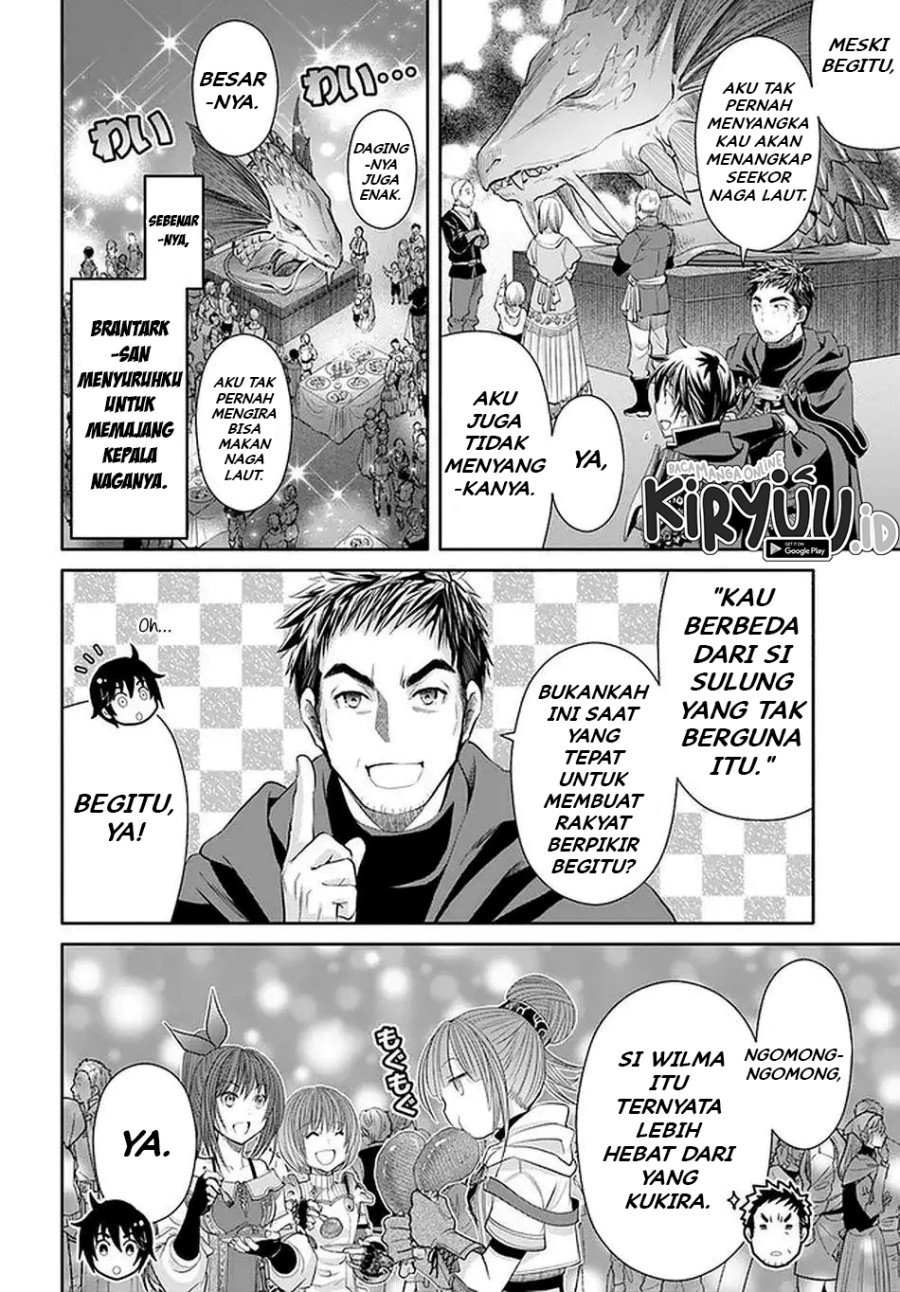 MESKI
BEGITU,
AKU TAK
PERNAH
MENYANGKA
KAU AKAN
MENANGKAP
SEEKOR
NAGA LAUT.
YA,
AKU
JUGA
TIDAK
MENYANG
-KANYA.
BACA MANGA ONLINE
KiRYUU.iD
GET IT ON
Google Play
わい
わい…
BESAR
-NYA.
DAGING
-NYA
JUGA
ENAK.
AKU TAK
PERNAH
MENGIRA
BISA
MAKAN
NAGA
LAUT.
SEBENAR
-NYA,
BRANTARK
-SAN
MENYURUHKU
UNTUK
MEMAJANG
KEPALA
NAGANYA.
"KAU
BERBEDA
DARI SI
SULUNG
YANG TAK
BERGUNA
ITU."
BUKANKAH
INI SAAT
YANG
TEPAT
UNTUK
MEMBUAT
RAKYAT
BERPIKIR
BEGITU?
Oh...
BEGITU,
YA!
NGOMONG-
NGOMONG,
SI WILMA
ITU
TERNYATA
LEBIH
HEBAT DARI
YANG
KUKIRA.
もぐもぐ
YA.